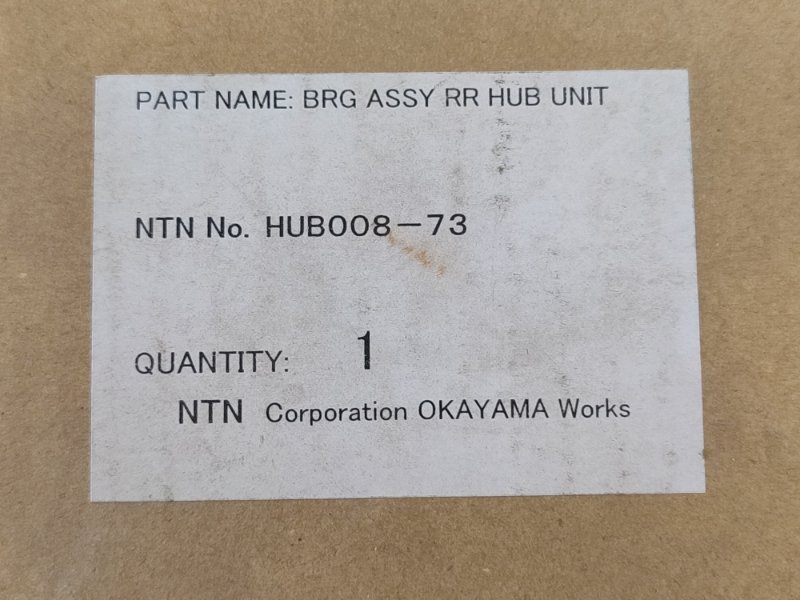 PART NAME: BRG ASSY RR HUB UNIT
NTN No. HUB008-73
QUANTITY: 1
NTN Corporation OKAYAMA Works